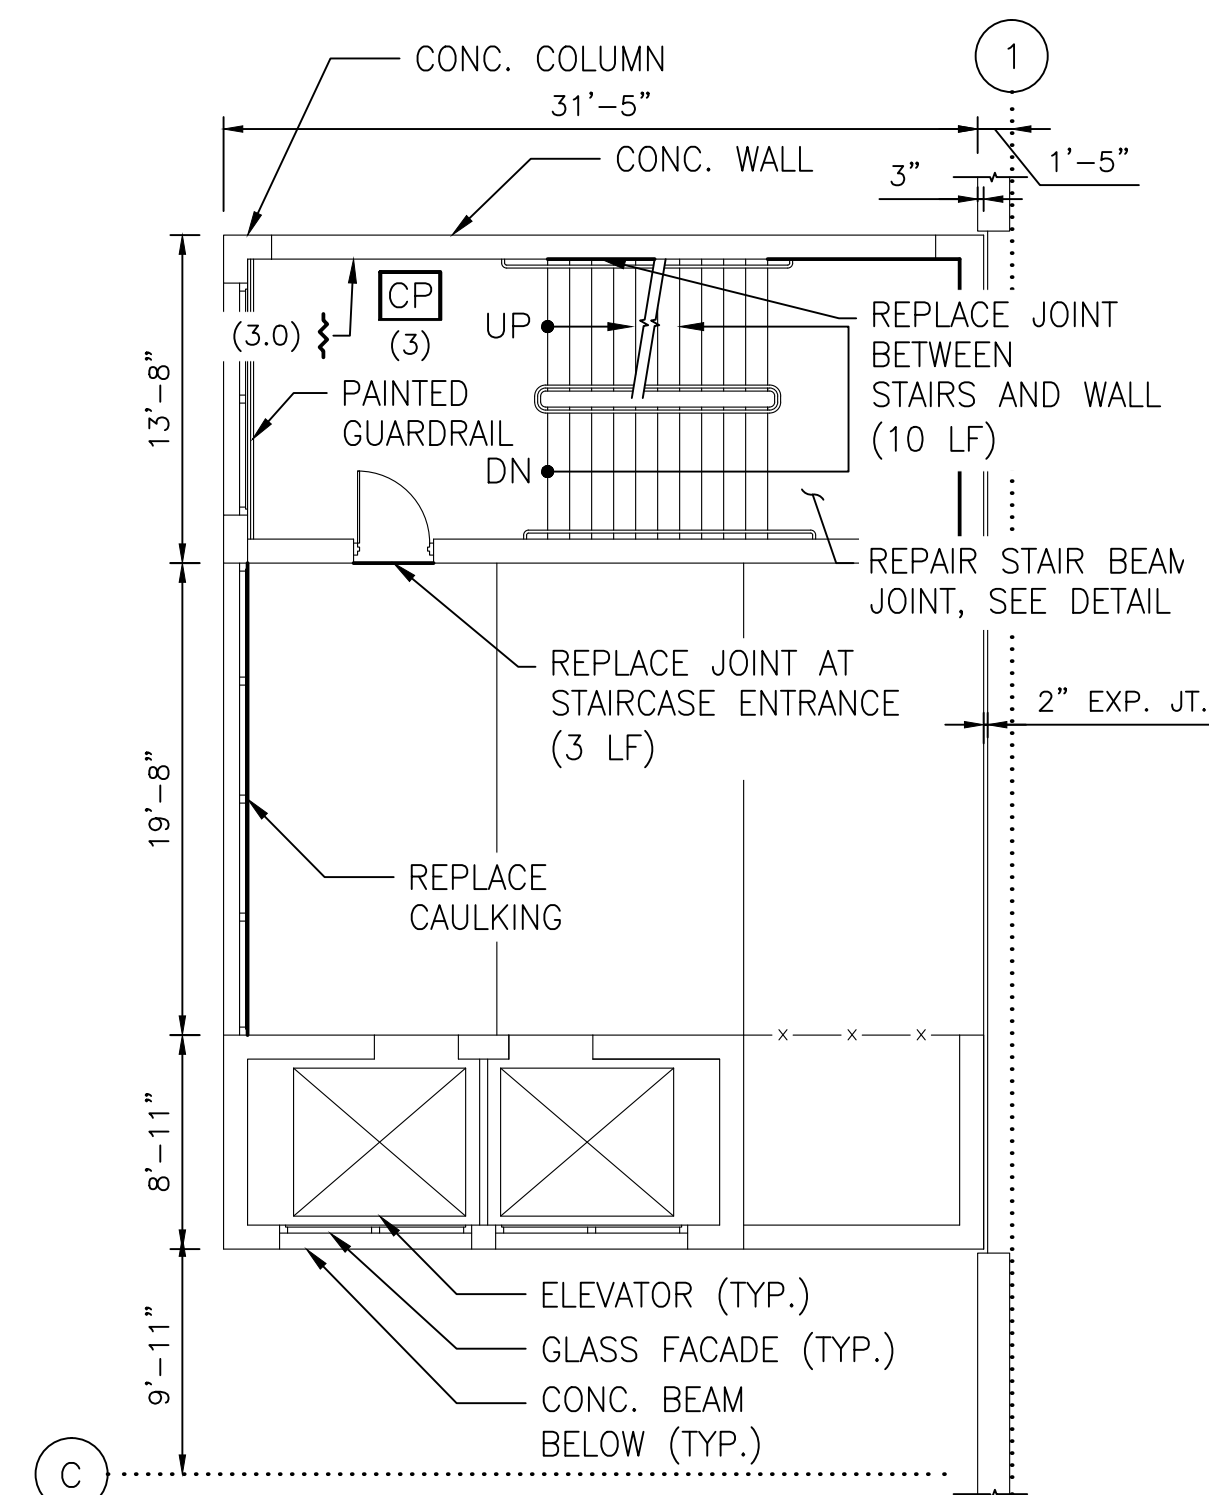 CONC. COLUMN
1
31'-5"
CONC. WALL
1'-5"
3"
CP
(3.0)
(3)
UP
REPLACE JOINT
BETWEEN
STAIRS AND WALL
(10 LF)
PAINTED
GUARDRAIL
13'-8"
DN
REPAIR STAIR BEAM
JOINT, SEE DETAIL
REPLACE JOINT AT
STAIRCASE ENTRANCE
(3 LF)
2" EXP. JT.
19'-8"
REPLACE
CAULKING
x x x
8'-11"
ELEVATOR (TYP.)
GLASS FACADE (TYP.)
9'-11"
CONC. BEAM
BELOW (TYP.)
C